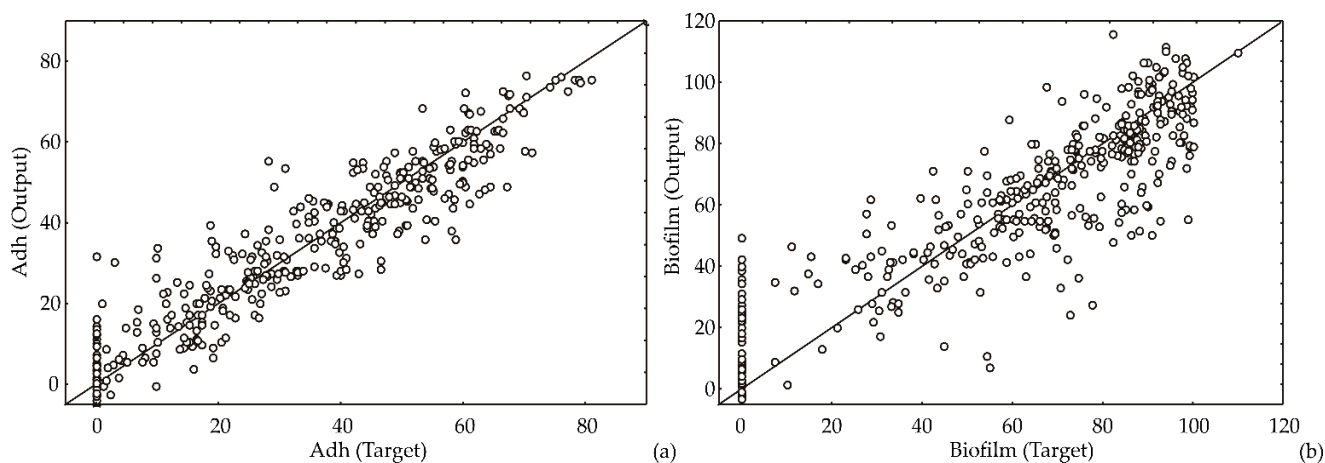 Adh (Output)
80
60
40
20
0
0 20 40 60 80
Adh (Target)
(a)
Biofilm (Output)
120
100
80
60
40
20
0
0 20 40 60 80 100 120
Biofilm (Target)
(b)